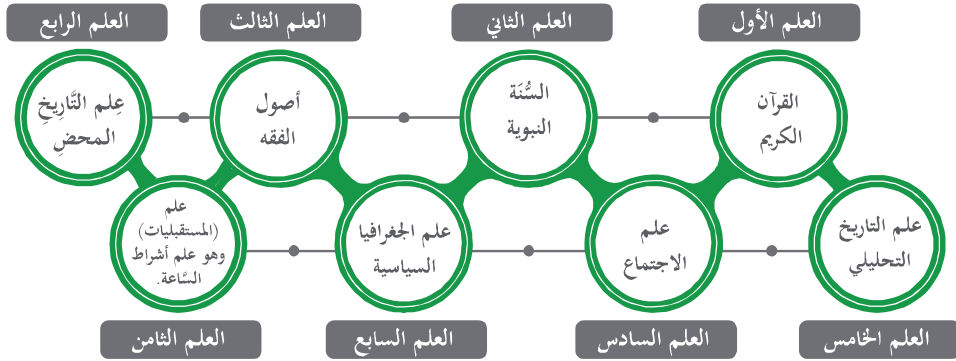 العلم الأول
العلم الثاني
العلم الثالث
العلم الرابع
القرآن
الكريم
السُّنَة
النبوية
أصول
الفقه
عِلم التَّارِيخِ
المحضِ
علم التاريخ
التحليلي
علم
الاجتماع
علم الجغرافيا
السياسية
علم
(المستقبليات)
وهو علم أشراط
السَّاعة.
العلم الخامس
العلم السادس
العلم السابع
العلم الثامن